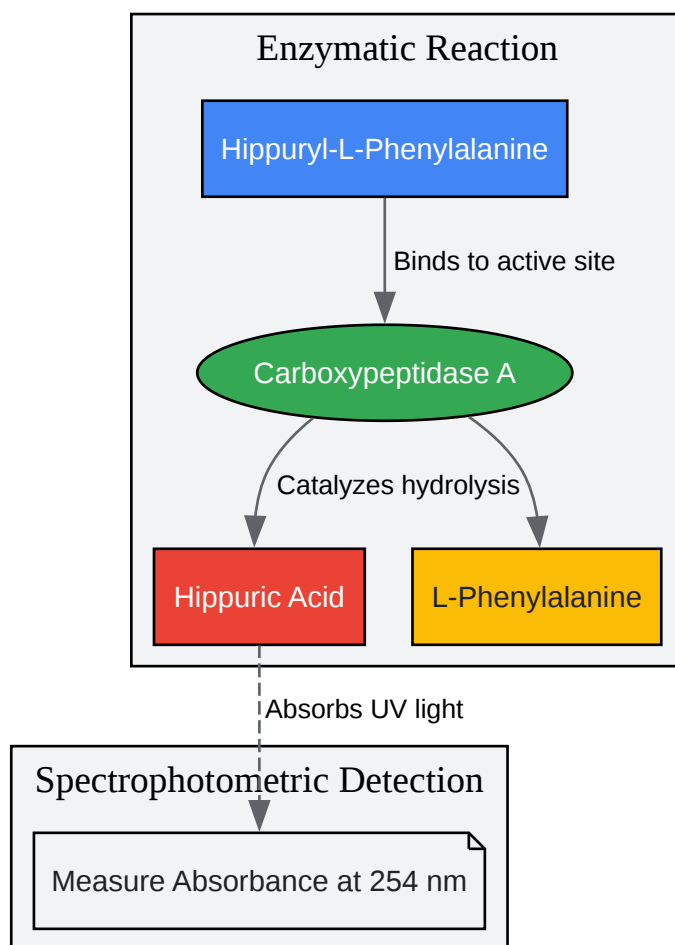 Enzymatic Reaction
Hippuryl-L-Phenylalanine
Binds to active site
Carboxypeptidase A
Catalyzes hydrolysis
Hippuric Acid
L-Phenylalanine
Absorbs UV light
Spectrophotometric Detection
Measure Absorbance at 254 nm